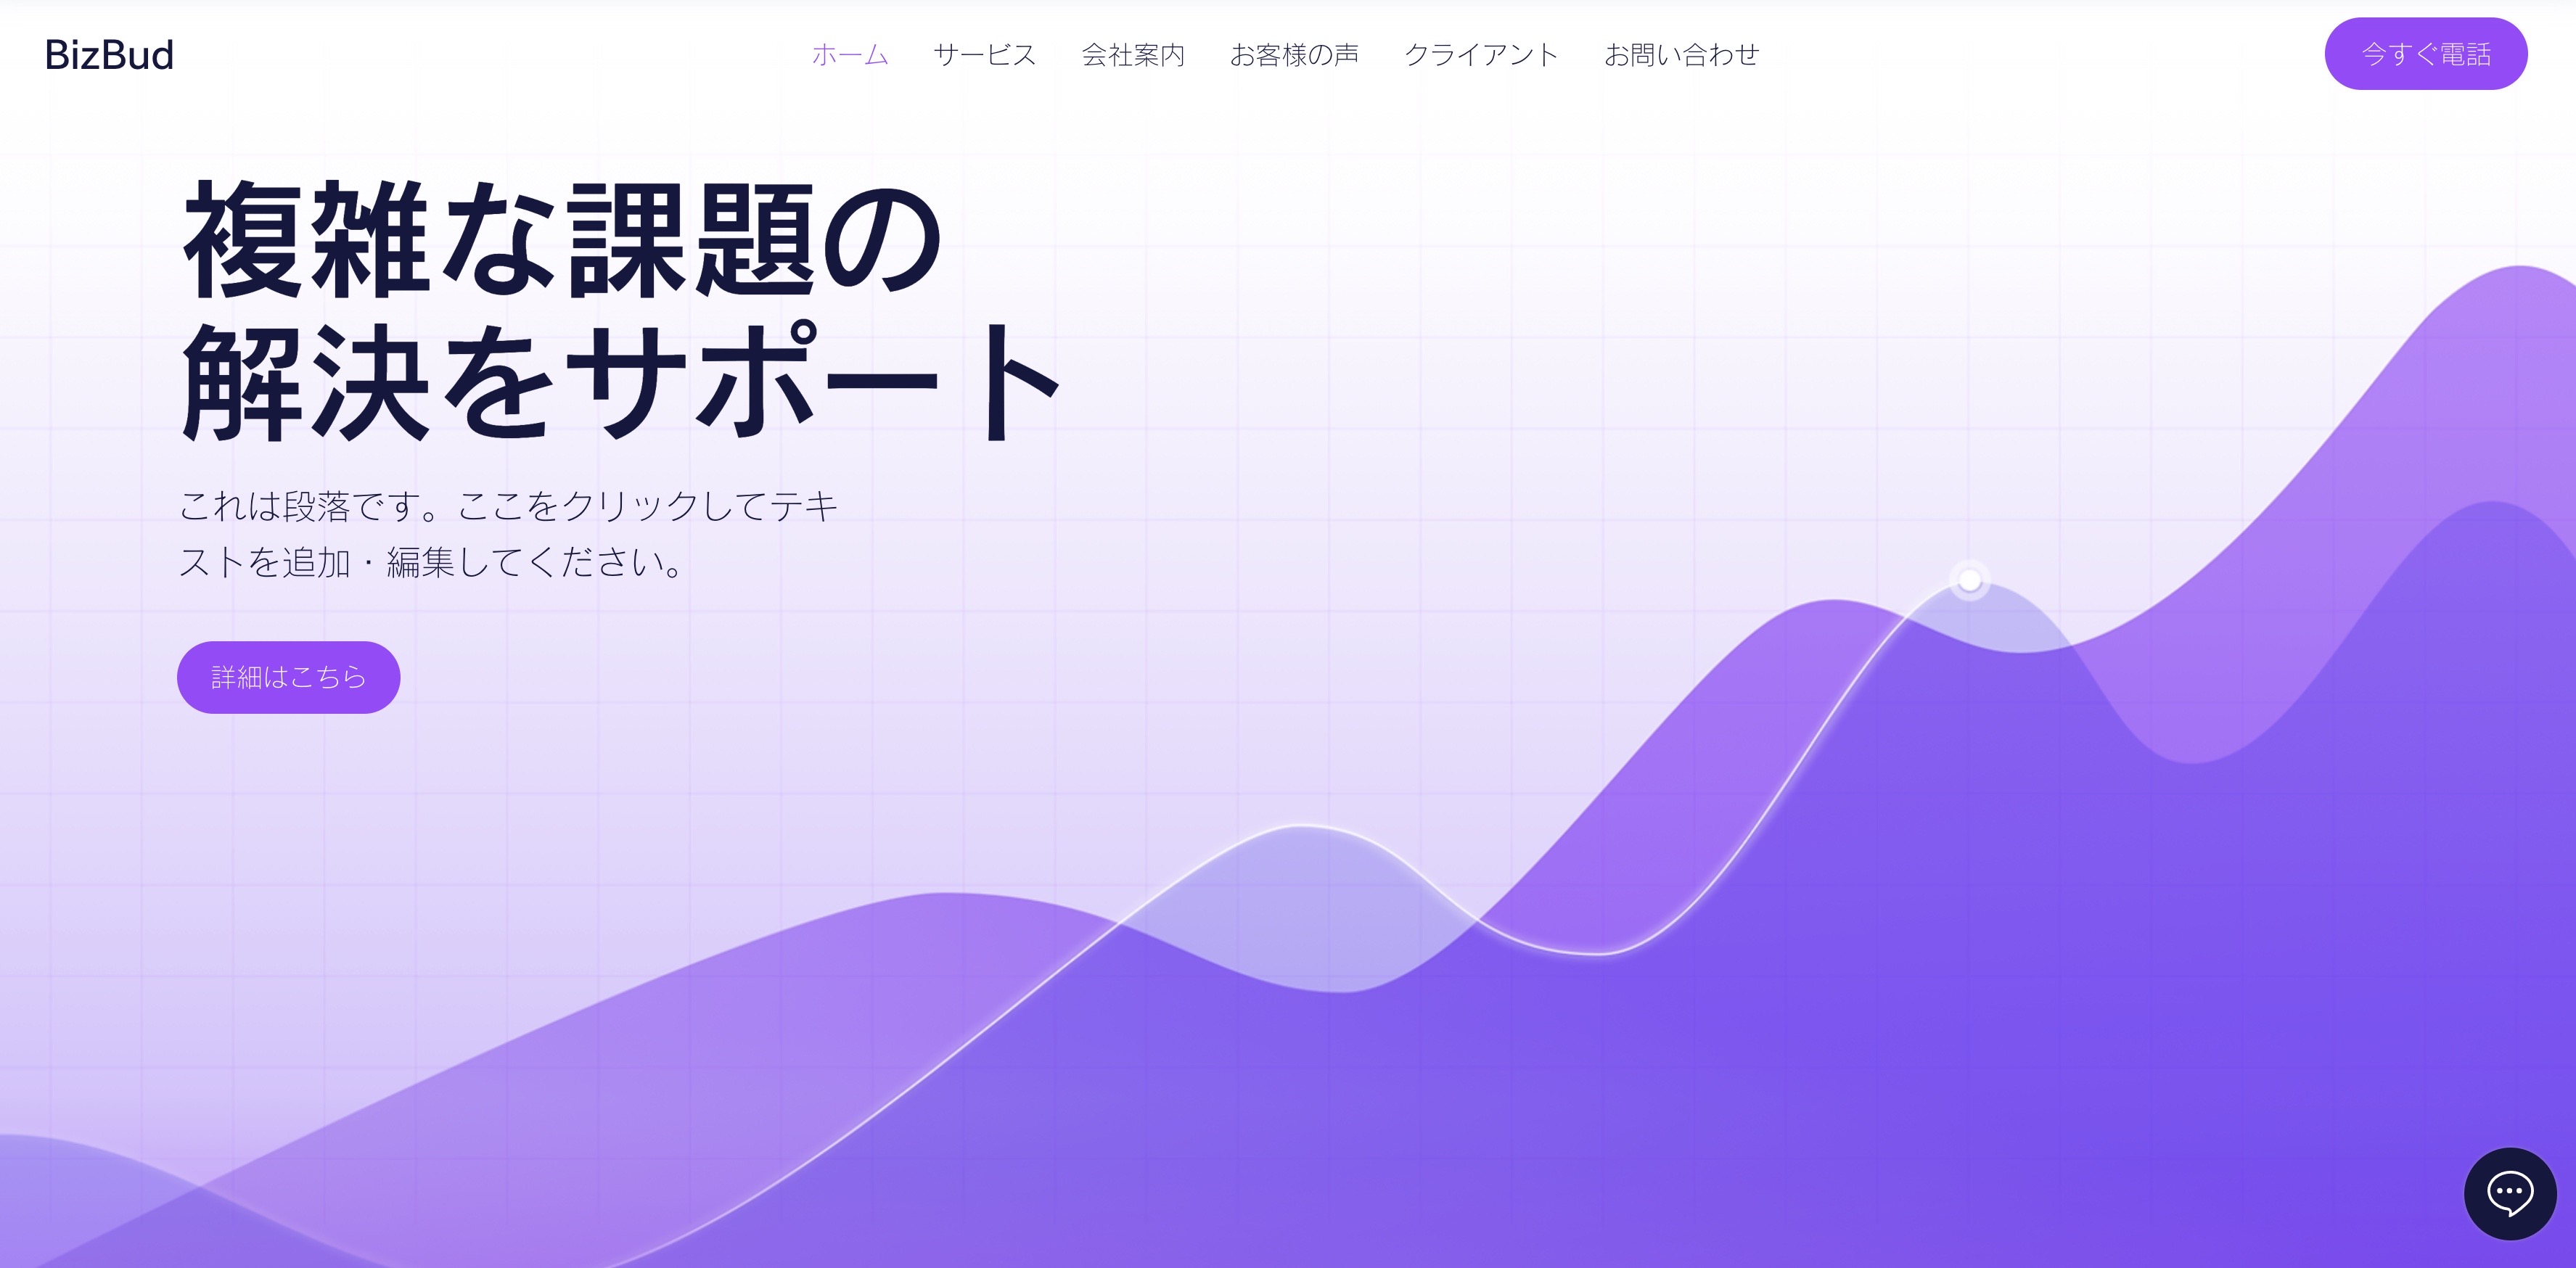 BizBud
ホーム
サービス
会社案内
お客様の声
クライアント
お問い合わせ
今すぐ電話
複雑な課題の
解決をサポート
これは段落です。ここをクリックしてテキ
ストを追加・編集してください。
詳細はこちら